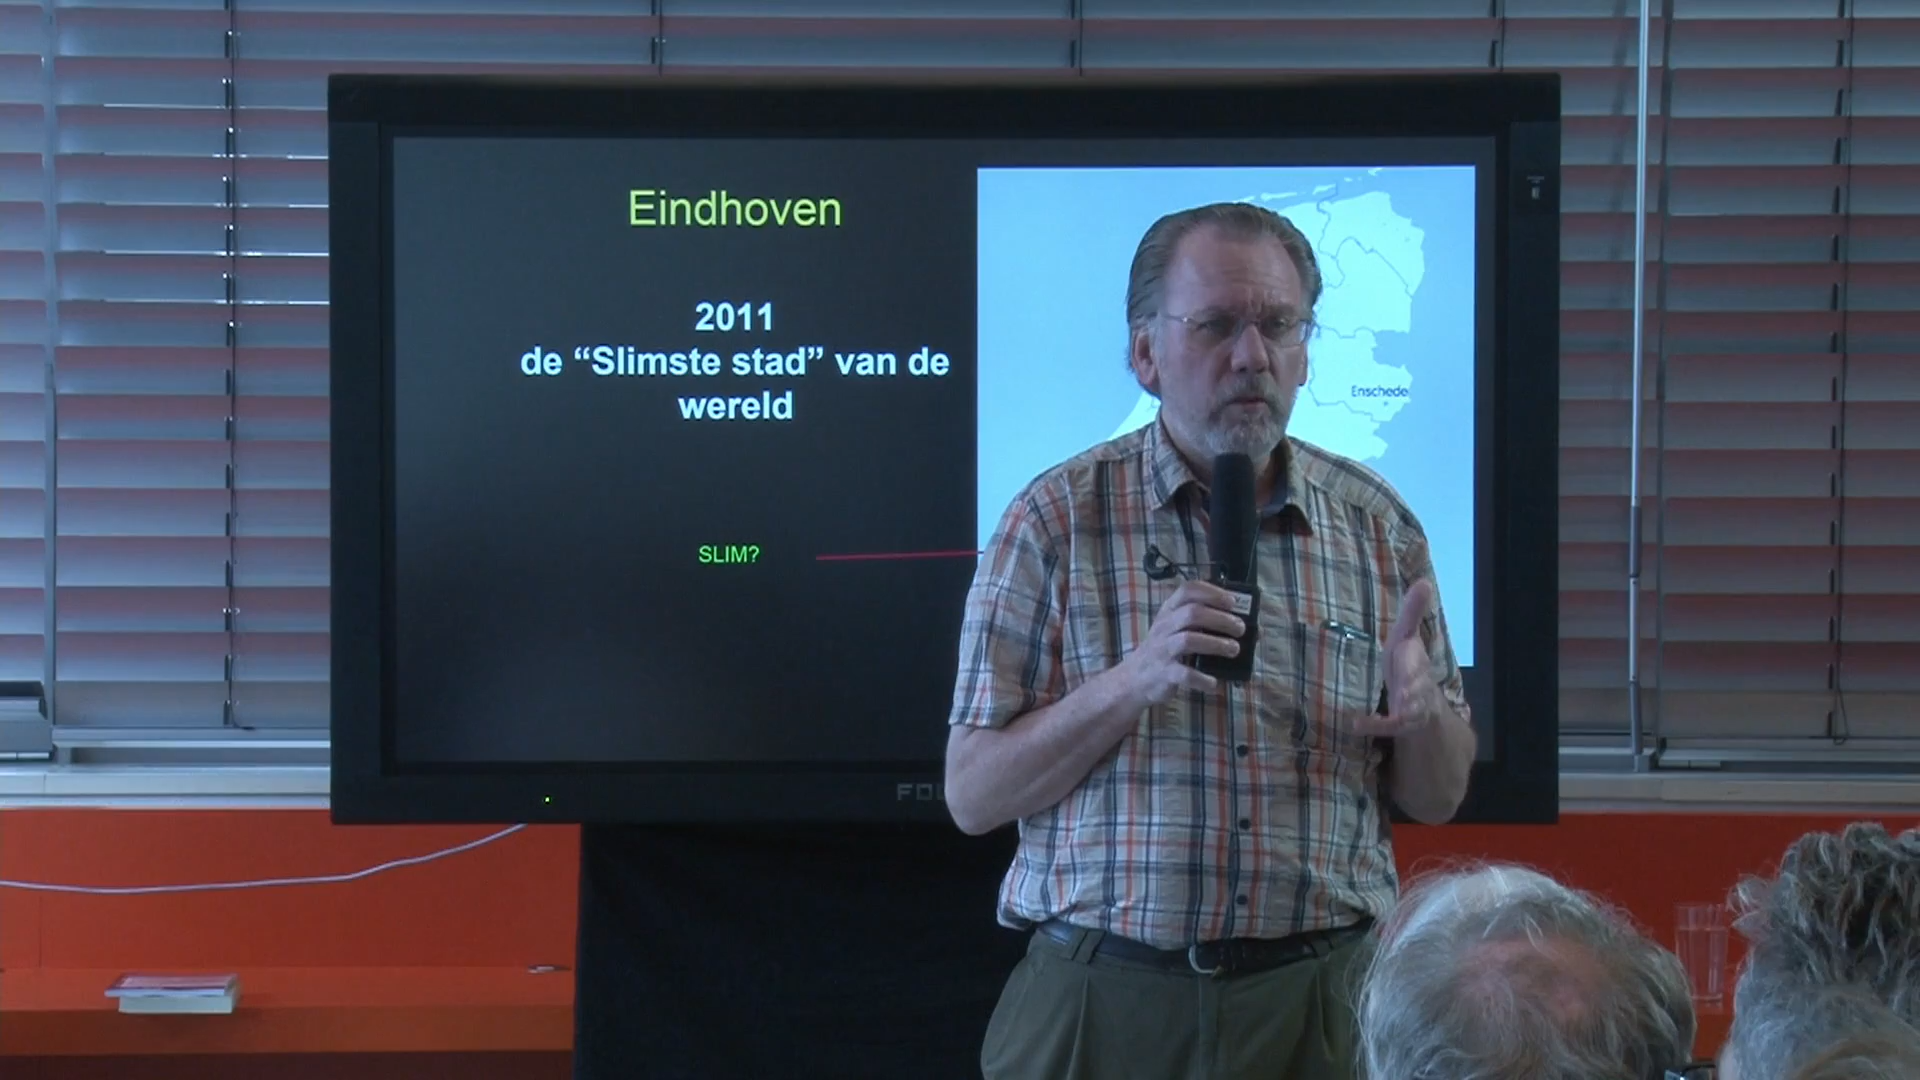 Eindhoven
2011
de “Slimste stad” van de
wereld
SLIM?
Enschede